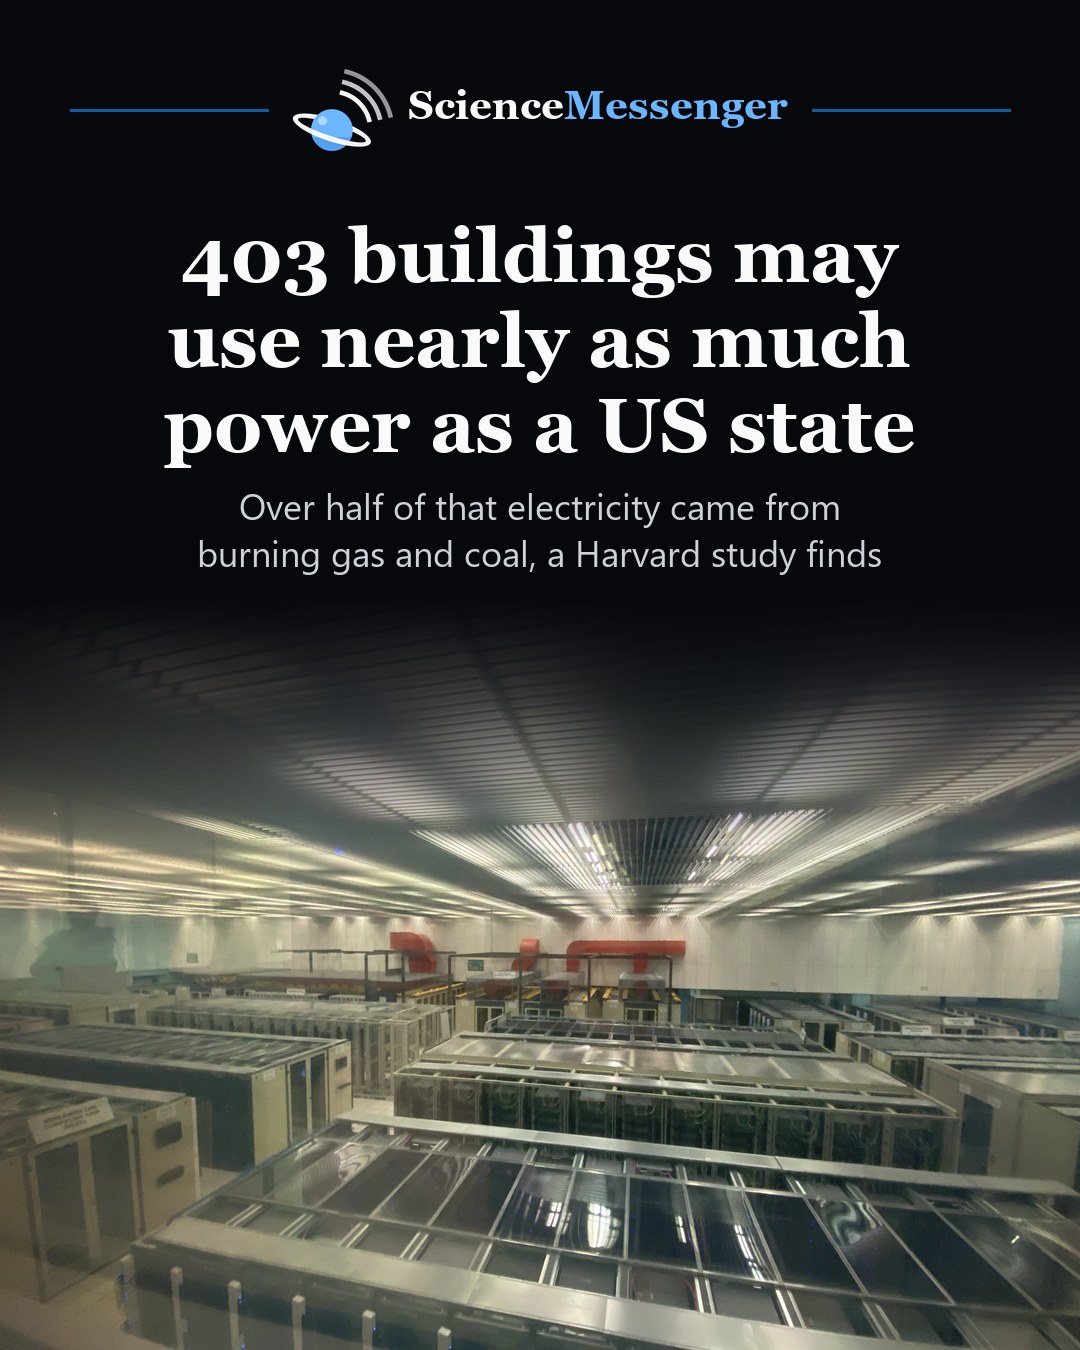 ScienceMessenger
403 buildings may
use nearly as much
power as a US state
Over half of that electricity came from
burning gas and coal, a Harvard study finds